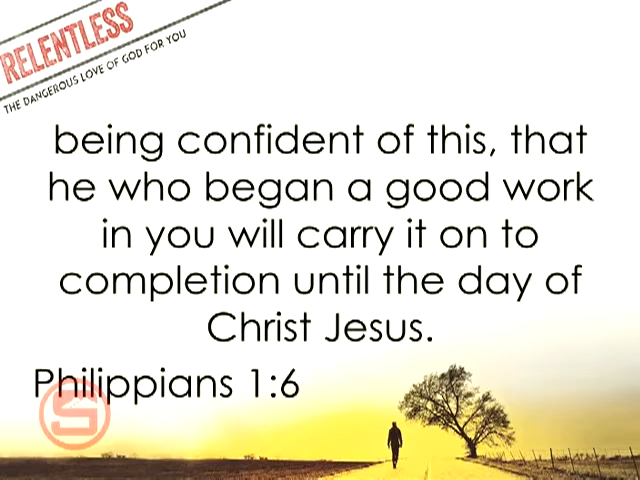 RELENTLESS
THE DANGEROUS LOVE OF GOD FOR YOU
being confident of this, that
he who began a good work
in you will carry it on to
completion until the day of
Christ Jesus.
Philippians 1:6
S